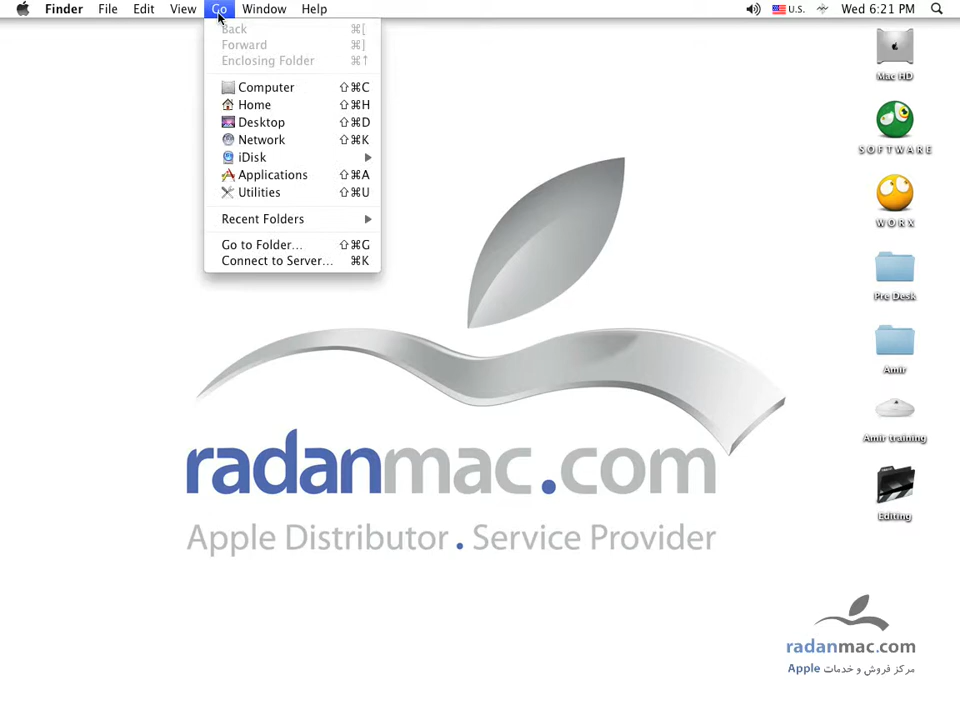 Finder File Edit View Go Window Help U.S. Wed 6:21 PM
Back ⌘[
Forward ⌘]
Enclosing Folder ⌘↑
Computer ⇧⌘C
Home ⇧⌘H
Desktop ⇧⌘D
Network ⇧⌘K
iDisk
Applications ⇧⌘A
Utilities ⇧⌘U
Recent Folders
Go to Folder... ⇧⌘G
Connect to Server... ⌘K
Mac HD
SOFTWARE
WORX
Pre Desk
Amir
Amir training
Editing
radanmac.com
Apple Distributor . Service Provider
radanmac.com
مرکز فروش و خدمات Apple